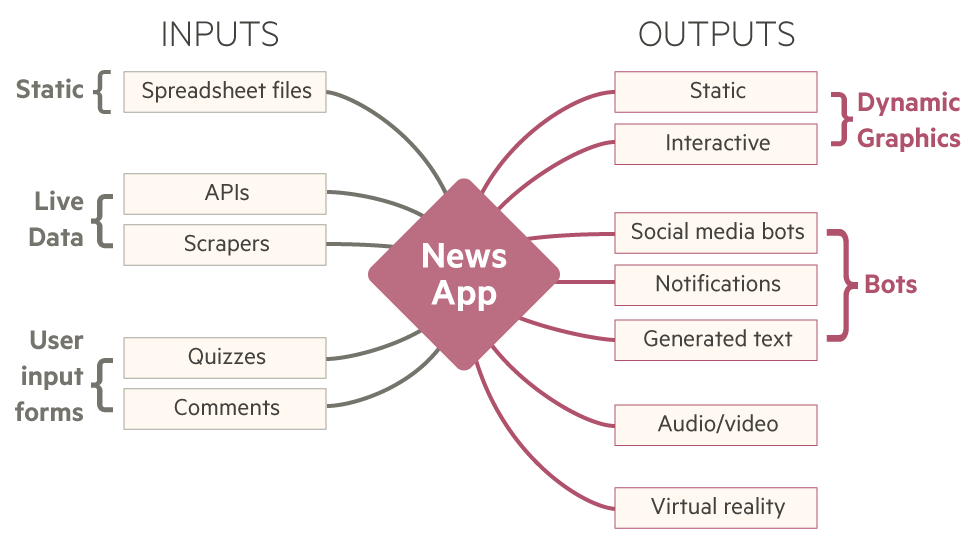 INPUTS
Static
Spreadsheet files
Live
Data
APIs
Scrapers
User
input
forms
Quizzes
Comments
News
App
OUTPUTS
Static
Interactive
Dynamic
Graphics
Social media bots
Notifications
Generated text
Bots
Audio/video
Virtual reality